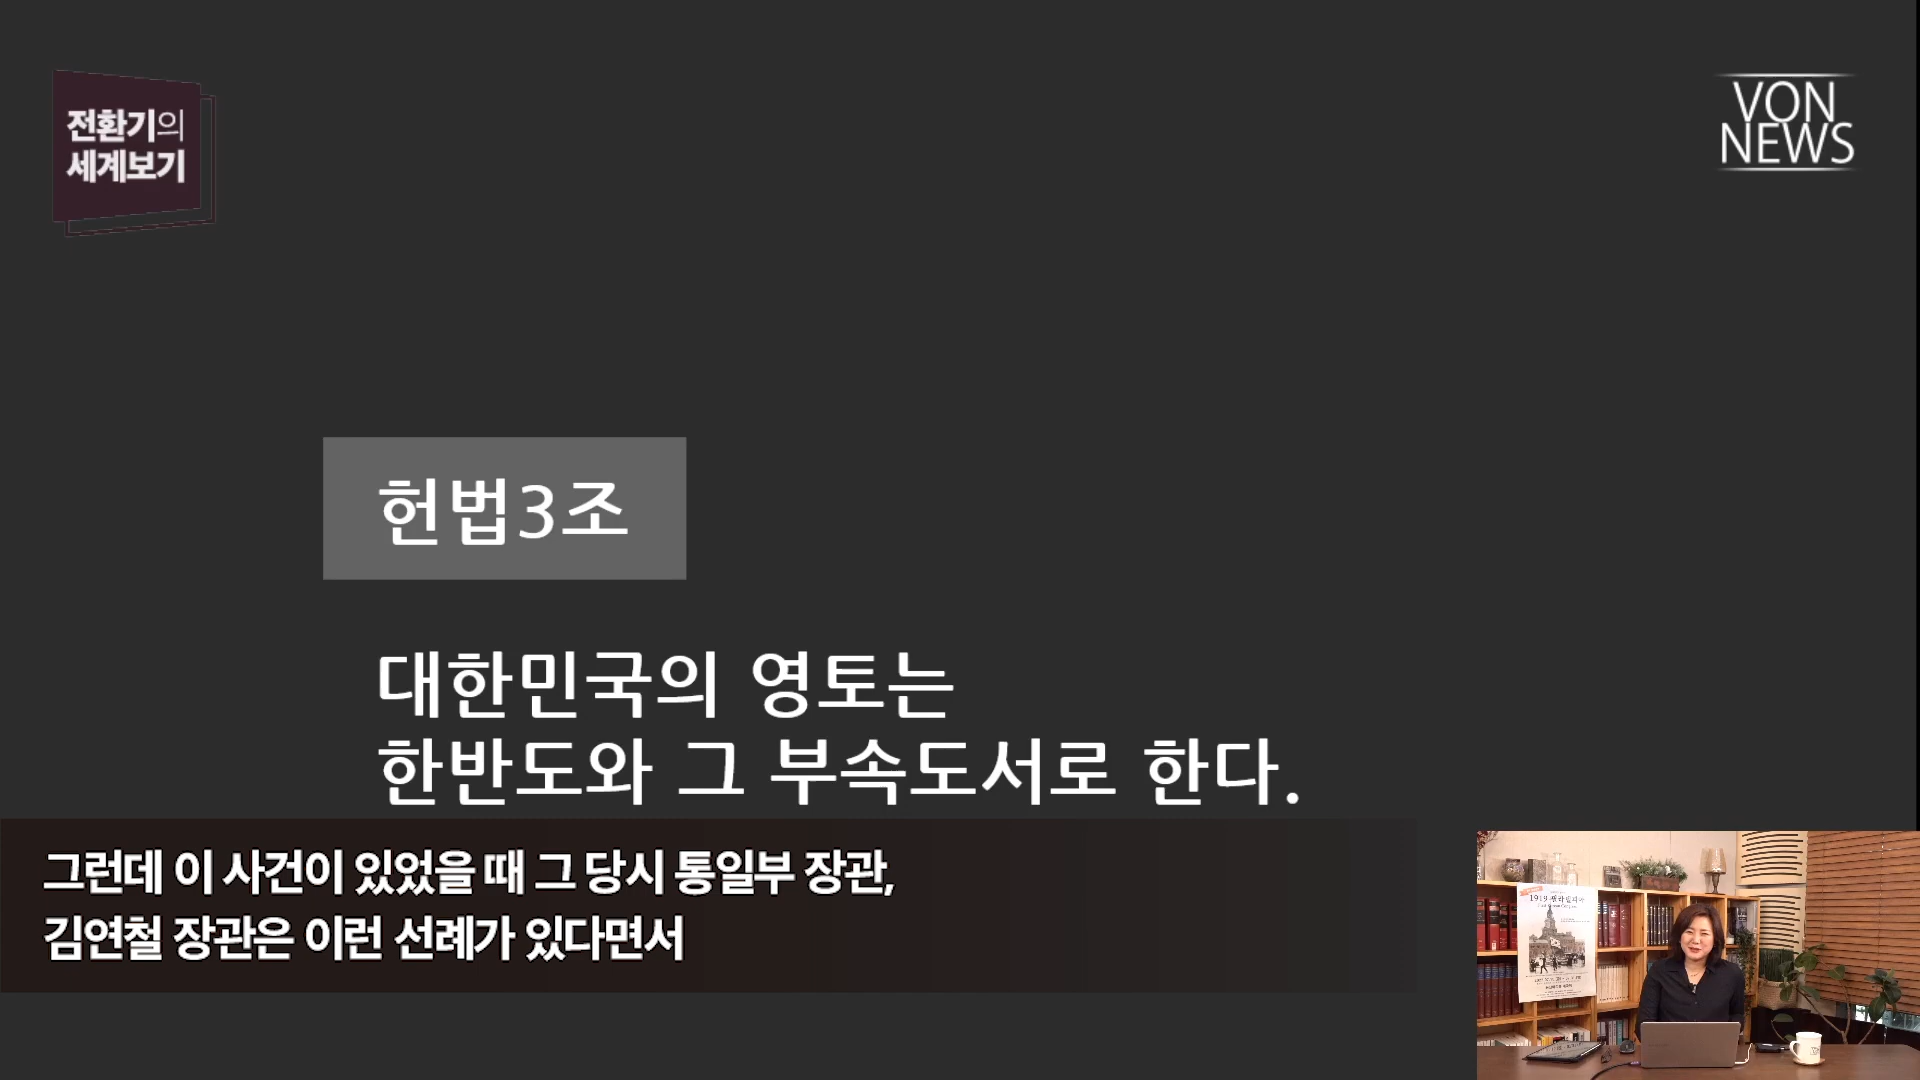 전환기의
세계보기
VON
NEWS
헌법3조
대한민국의 영토는
한반도와 그 부속도서로 한다.
그런데 이 사건이 있었을 때 그 당시 통일부 장관,
김연철 장관은 이런 선례가 있다면서